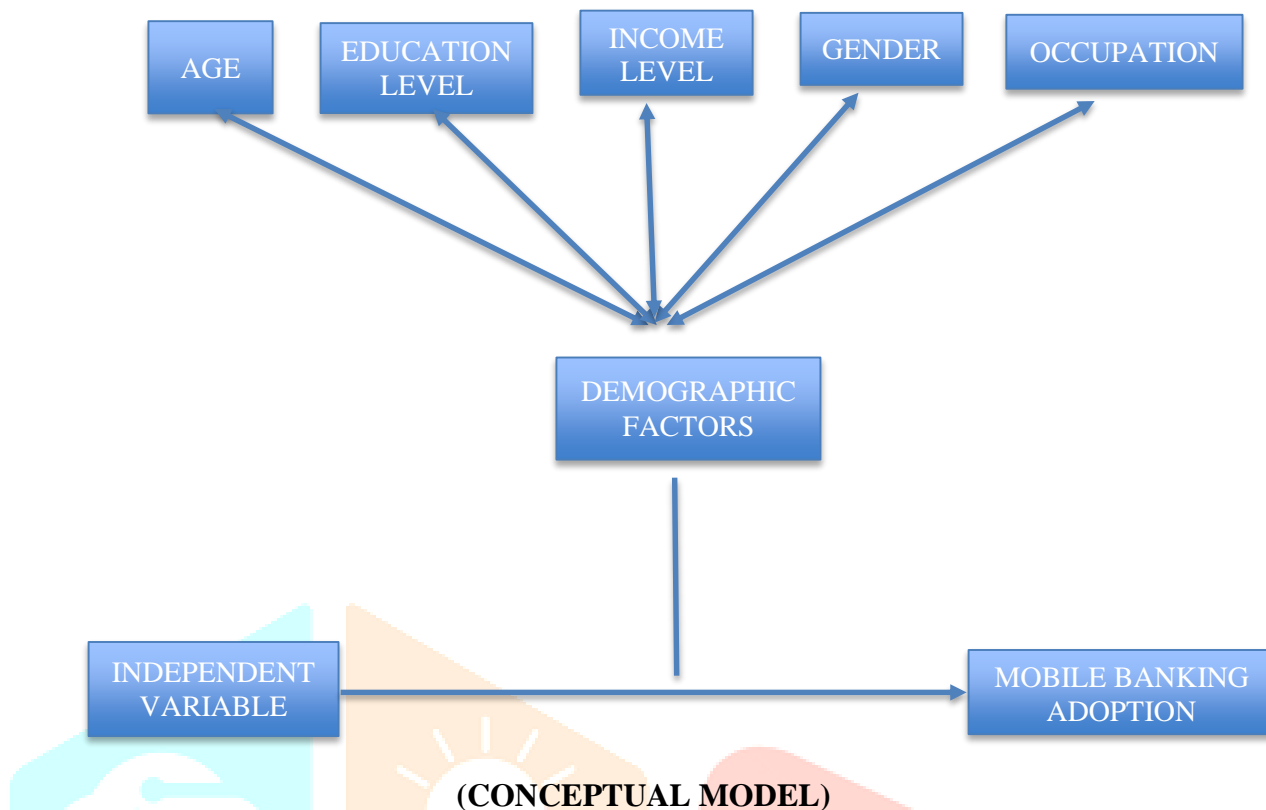 AGE
EDUCATION
LEVEL
INCOME
LEVEL
GENDER
OCCUPATION
DEMOGRAPHIC
FACTORS
INDEPENDENT
VARIABLE
MOBILE BANKING
ADOPTION
(CONCEPTUAL MODEL)